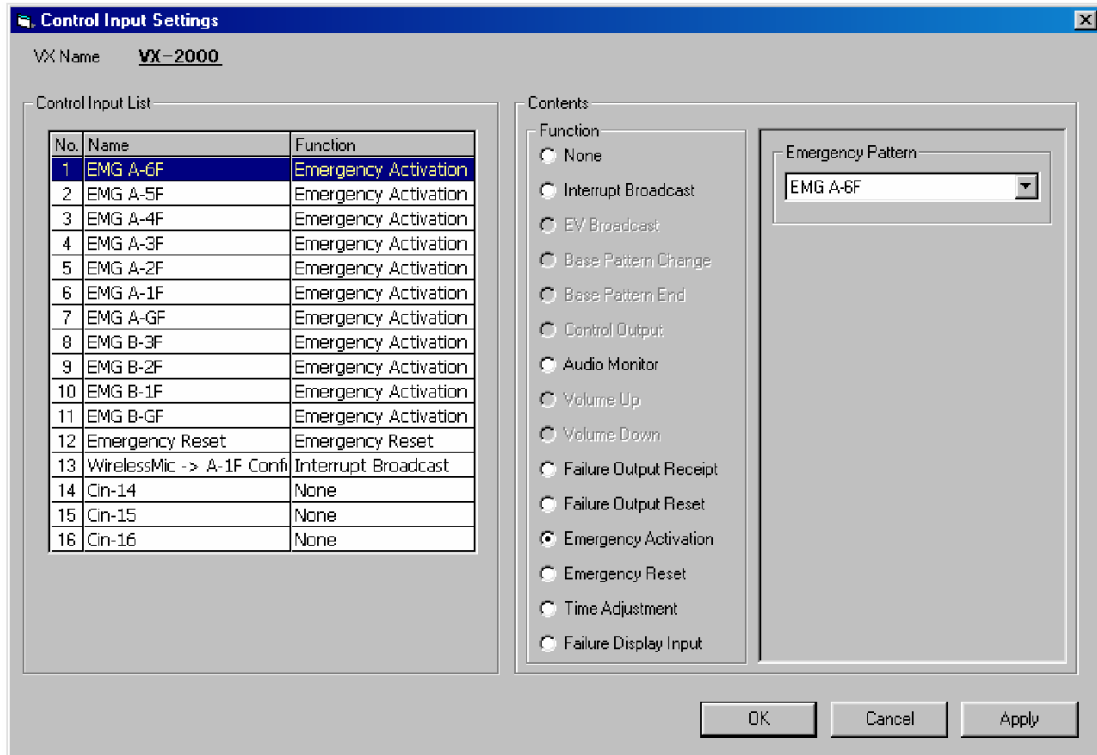 Control Input Settings
VX Name VX-2000
Control Input List
No. Name Function
1 EMG A-6F Emergency Activation
2 EMG A-5F Emergency Activation
3 EMG A-4F Emergency Activation
4 EMG A-3F Emergency Activation
5 EMG A-2F Emergency Activation
6 EMG A-1F Emergency Activation
7 EMG A-GF Emergency Activation
8 EMG B-3F Emergency Activation
9 EMG B-2F Emergency Activation
10 EMG B-1F Emergency Activation
11 EMG B-GF Emergency Activation
12 Emergency Reset Emergency Reset
13 WirelessMic -> A-1F Confi Interrupt Broadcast
14 Cin-14 None
15 Cin-15 None
16 Cin-16 None
Contents
Function
None
Interrupt Broadcast
EV Broadcast
Base Pattern Change
Base Pattern End
Control Output
Audio Monitor
Volume Up
Volume Down
Failure Output Receipt
Failure Output Reset
Emergency Activation
Emergency Reset
Time Adjustment
Failure Display Input
Emergency Pattern
EMG A-6F
OK Cancel Apply